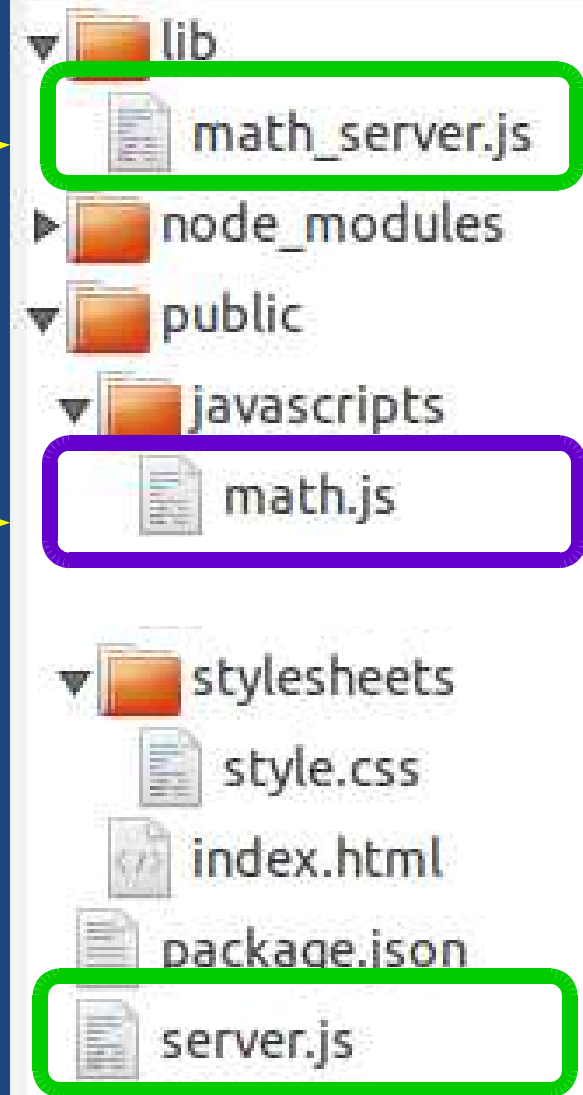 lib
math_server.js
node_modules
public
javascripts
math.js
stylesheets
style.css
index.html
package.json
server.js